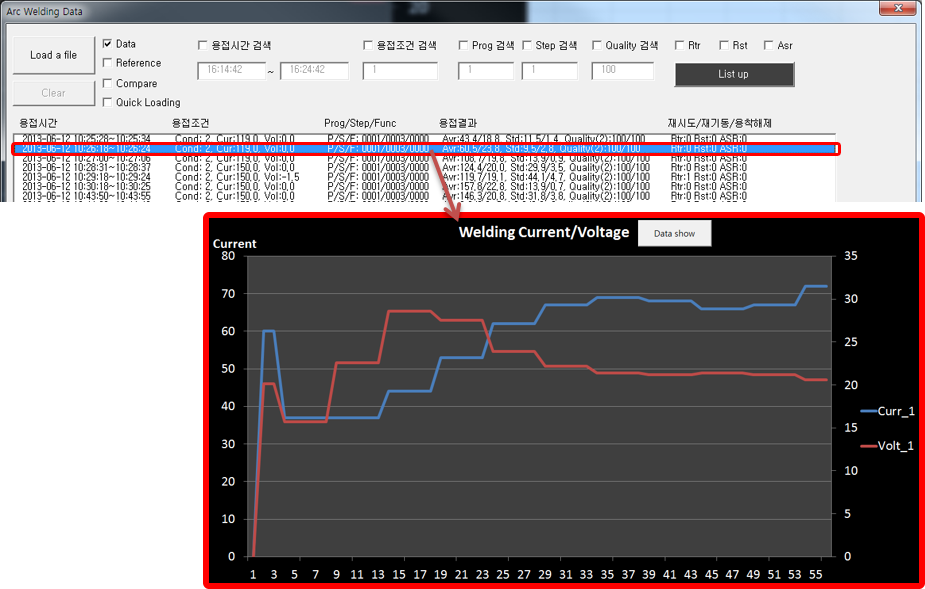 Arc Welding Data
Load a file
Clear
Data
Reference
Compare
Quick Loading
용접시간 검색
16:14:42 ~ 16:24:42
용접조건 검색
1
Prog 검색
1
Step 검색
1
Quality 검색
100
Rtr
Rst
Asr
List up
용접시간 용접조건 Prog/Step/Func 용접결과 재시도/재기동/용착해제
2013-06-12 10:25:28~10:25:34 Cond: 2, Cur:119,0, Vol:0,0 P/S/F: 0001/0003/0000 Avr:43,4/18,8, Std:11,5/1,4, Quality(2):100/100 Rtr:0 Rst:0 ASR:0
2013-06-12 10:26:18~10:26:24 Cond: 2, Cur:119,0, Vol:0,0 P/S/F: 0001/0003/0000 Avr:60,5/23,8, Std:9,5/2,8, Quality(2):100/100 Rtr:0 Rst:0 ASR:0
2013-06-12 10:27:00~10:27:06 Cond: 2, Cur:119,0, Vol:0,0 P/S/F: 0001/0003/0000 Avr:108,7/19,8, Std:13,9/0,9, Quality(2):100/100 Rtr:0 Rst:0 ASR:0
2013-06-12 10:28:31~10:28:37 Cond: 2, Cur:150,0, Vol:0,0 P/S/F: 0001/0003/0000 Avr:124,4/20,0, Std:29,9/3,5, Quality(2):100/100 Rtr:0 Rst:0 ASR:0
2013-06-12 10:29:18~10:29:24 Cond: 2, Cur:150,0, Vol:-1,5 P/S/F: 0001/0003/0000 Avr:119,7/19,1, Std:44,1/4,7, Quality(2):100/100 Rtr:1 Rst:0 ASR:0
2013-06-12 10:30:18~10:30:25 Cond: 2, Cur:150,0, Vol:0,0 P/S/F: 0001/0003/0000 Avr:157,8/22,8, Std:13,9/0,7, Quality(2):100/100 Rtr:0 Rst:0 ASR:0
2013-06-12 10:43:50~10:43:55 Cond: 2, Cur:150,0, Vol:0,0 P/S/F: 0001/0003/0000 Avr:146,3/20,8, Std:31,8/3,8, Quality(2):100/100 Rtr:0 Rst:0 ASR:0
Welding Current/Voltage
Data show
Current
80 35
70 30
60 25
50 20
40 15
30 10
20 5
10 0
0
Curr_1
Volt_1
1 3 5 7 9 11 13 15 17 19 21 23 25 27 29 31 33 35 37 39 41 43 45 47 49 51 53 55